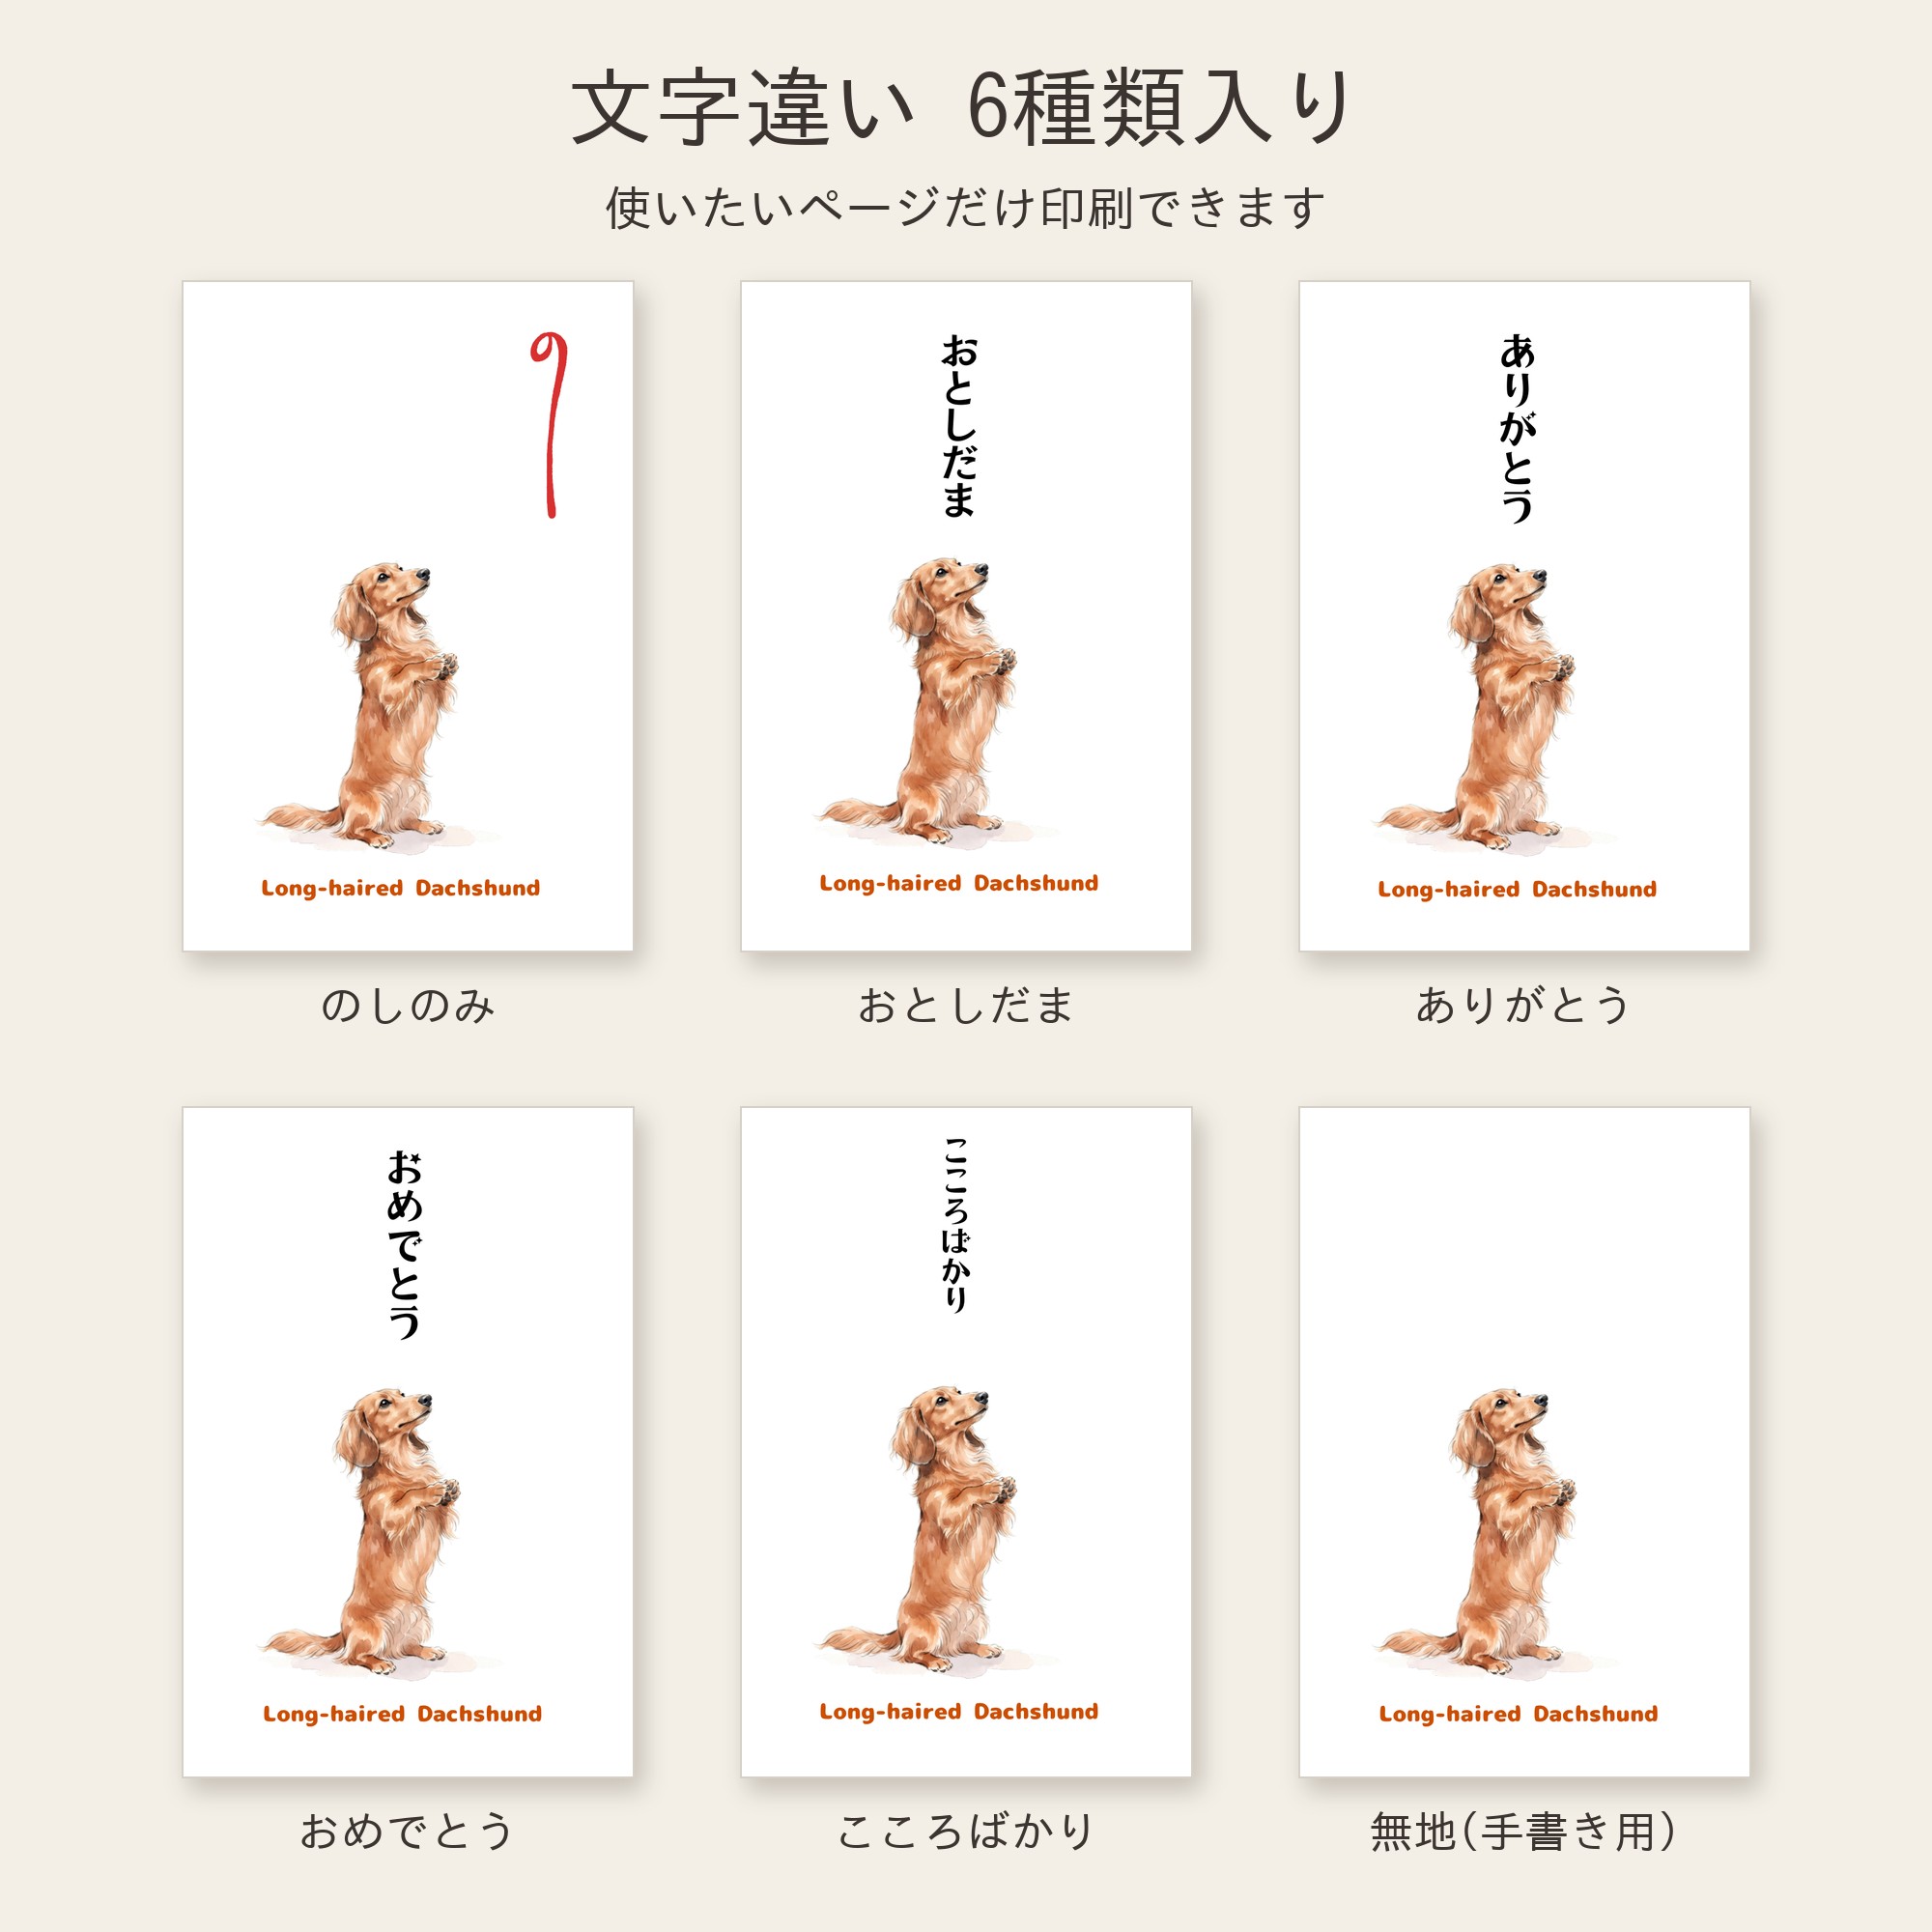 文字違い 6種類入り
使いたいページだけ印刷できます
Long-haired Dachshund
のしのみ
おとしだま
Long-haired Dachshund
おとしだま
ありがとう
Long-haired Dachshund
ありがとう
おめでとう
Long-haired Dachshund
おめでとう
こころばかり
Long-haired Dachshund
こころばかり
Long-haired Dachshund
無地(手書き用)